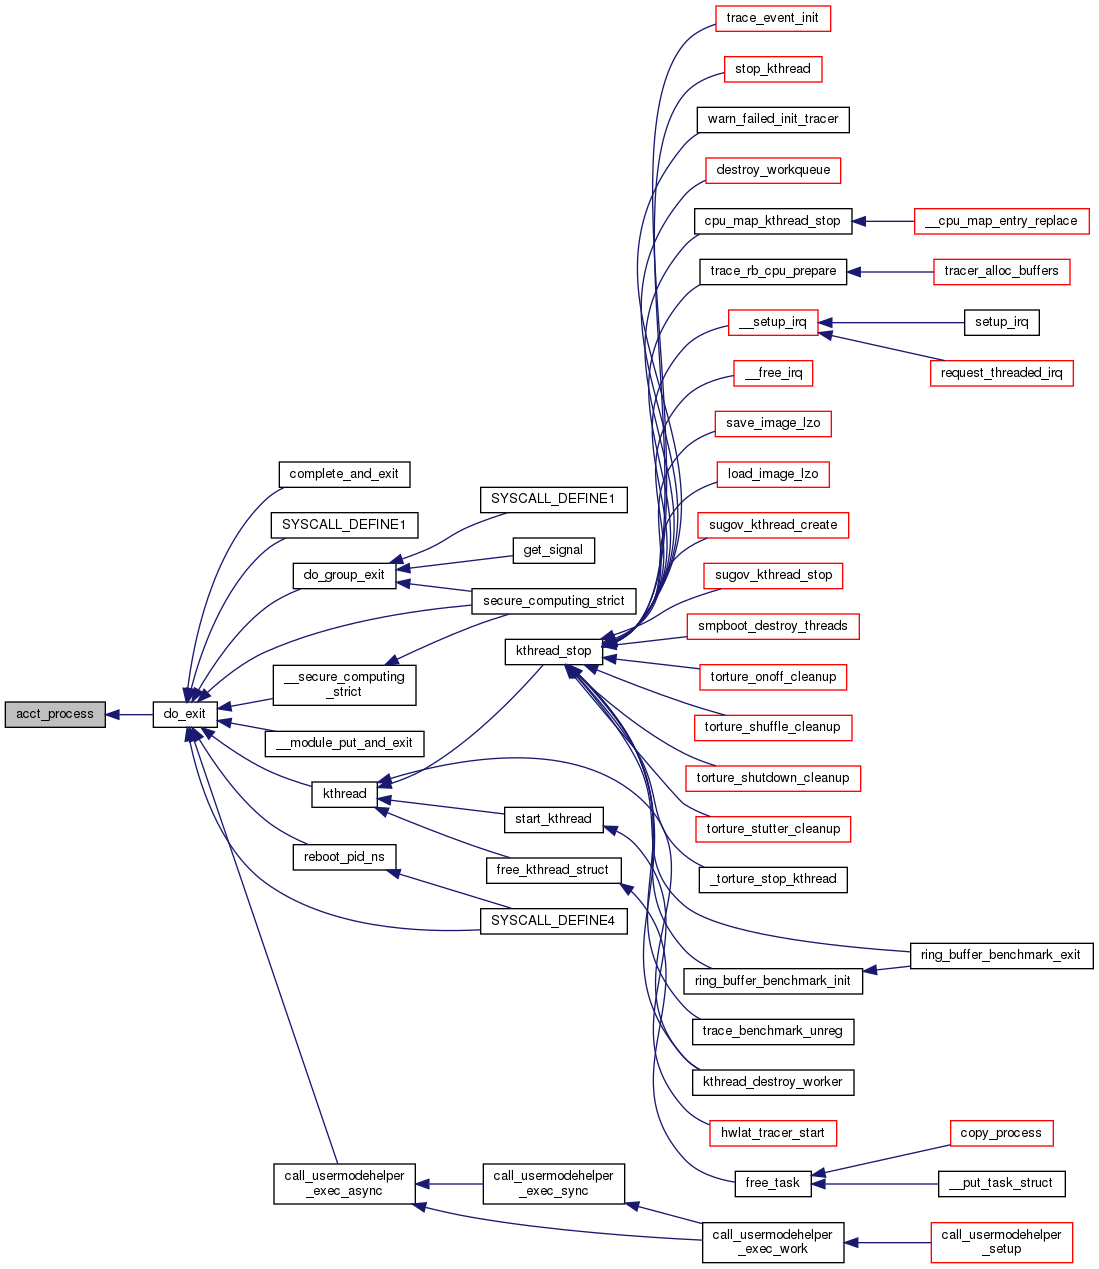 trace_event_init
stop_kthread
warn_failed_init_tracer
destroy_workqueue
cpu_map_kthread_stop
__cpu_map_entry_replace
trace_rb_cpu_prepare
tracer_alloc_buffers
__setup_irq
setup_irq
__free_irq
request_threaded_irq
save_image_lzo
complete_and_exit
load_image_lzo
SYSCALL_DEFINE1
SYSCALL_DEFINE1
sugov_kthread_create
get_signal
do_group_exit
sugov_kthread_stop
secure_computing_strict
smpboot_destroy_threads
kthread_stop
__secure_computing
_strict
torture_onoff_cleanup
acct_process
do_exit
torture_shuffle_cleanup
__module_put_and_exit
torture_shutdown_cleanup
kthread
start_kthread
torture_stutter_cleanup
reboot_pid_ns
free_kthread_struct
_torture_stop_kthread
SYSCALL_DEFINE4
ring_buffer_benchmark_exit
ring_buffer_benchmark_init
trace_benchmark_unreg
kthread_destroy_worker
hwlat_tracer_start
copy_process
call_usermodehelper
_exec_async
call_usermodehelper
_exec_sync
free_task
__put_task_struct
call_usermodehelper
_exec_work
call_usermodehelper
_setup